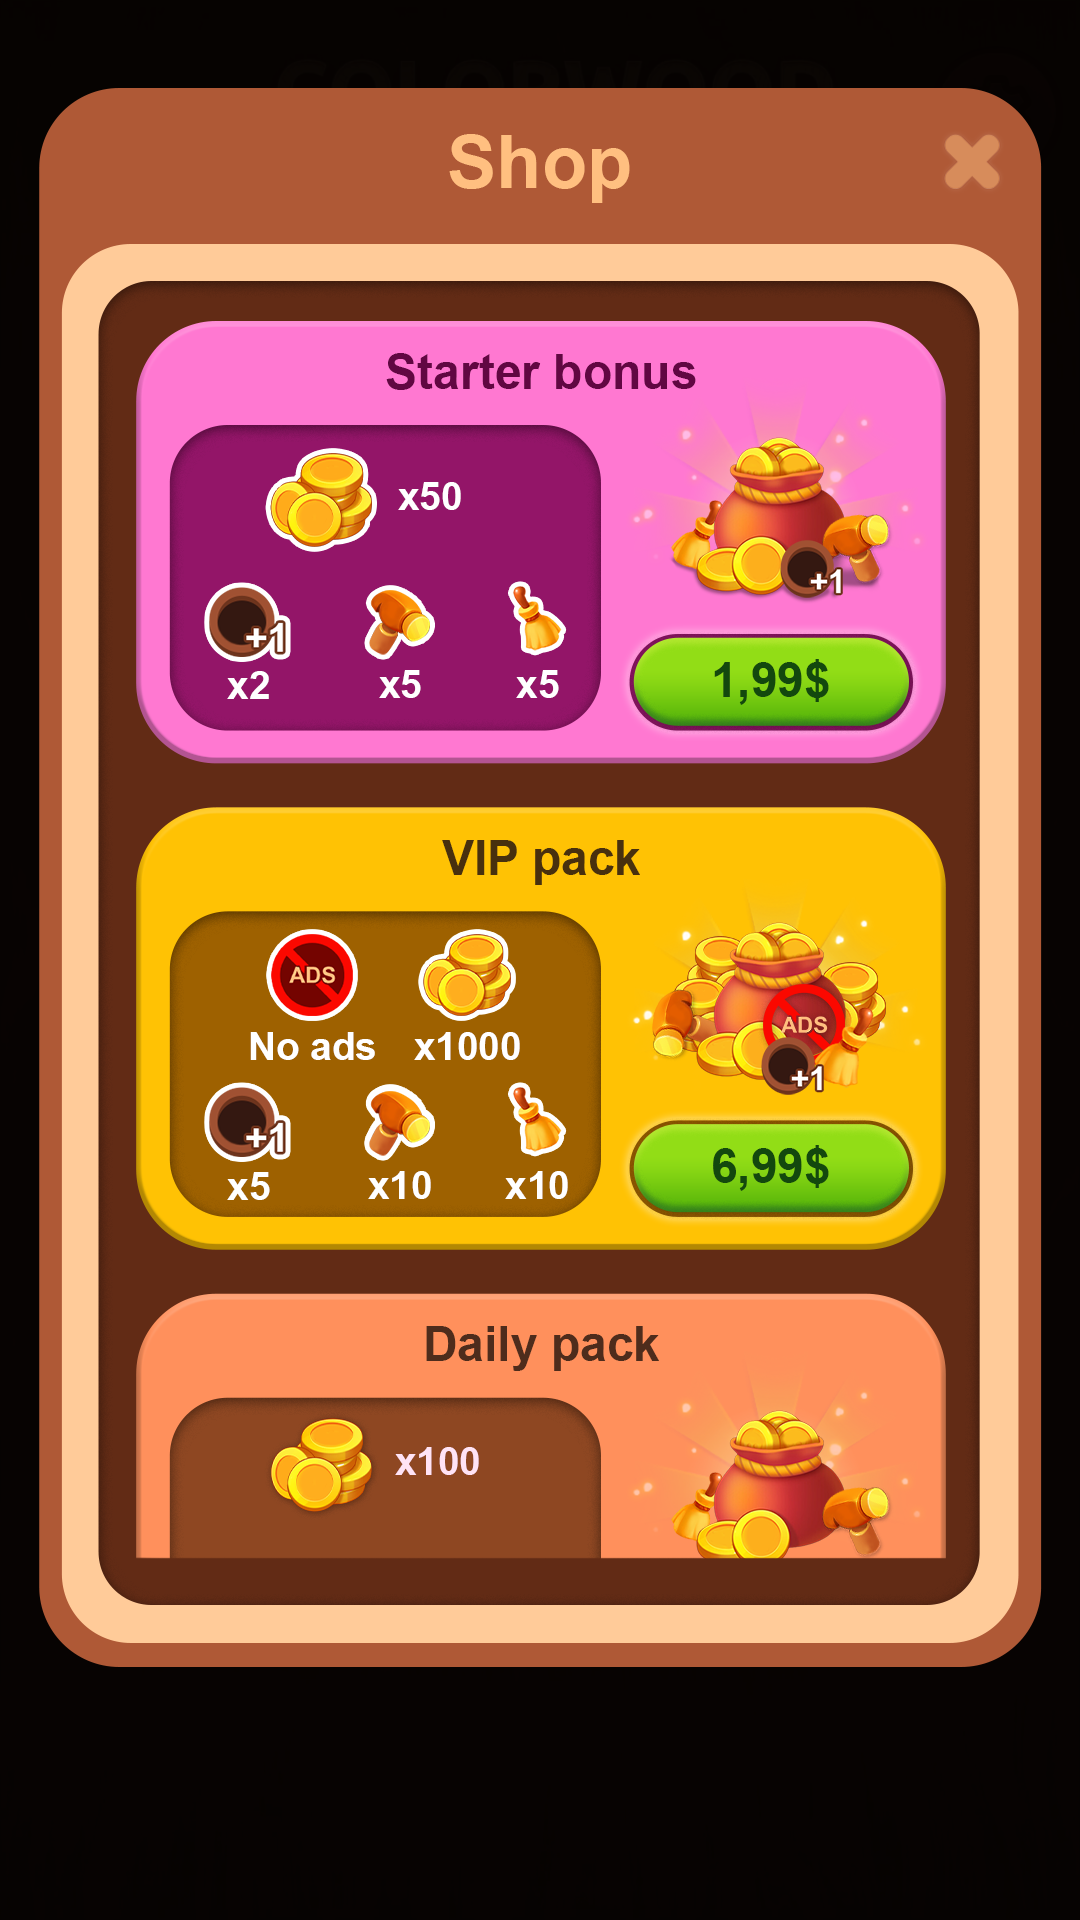 COLORWOOD
Shop
Starter bonus
x50
+1
x2 x5 x5
+1
1,99$
VIP pack
ADS
No ads x1000
+1
x5 x10 x10
ADS
+1
6,99$
Daily pack
x100